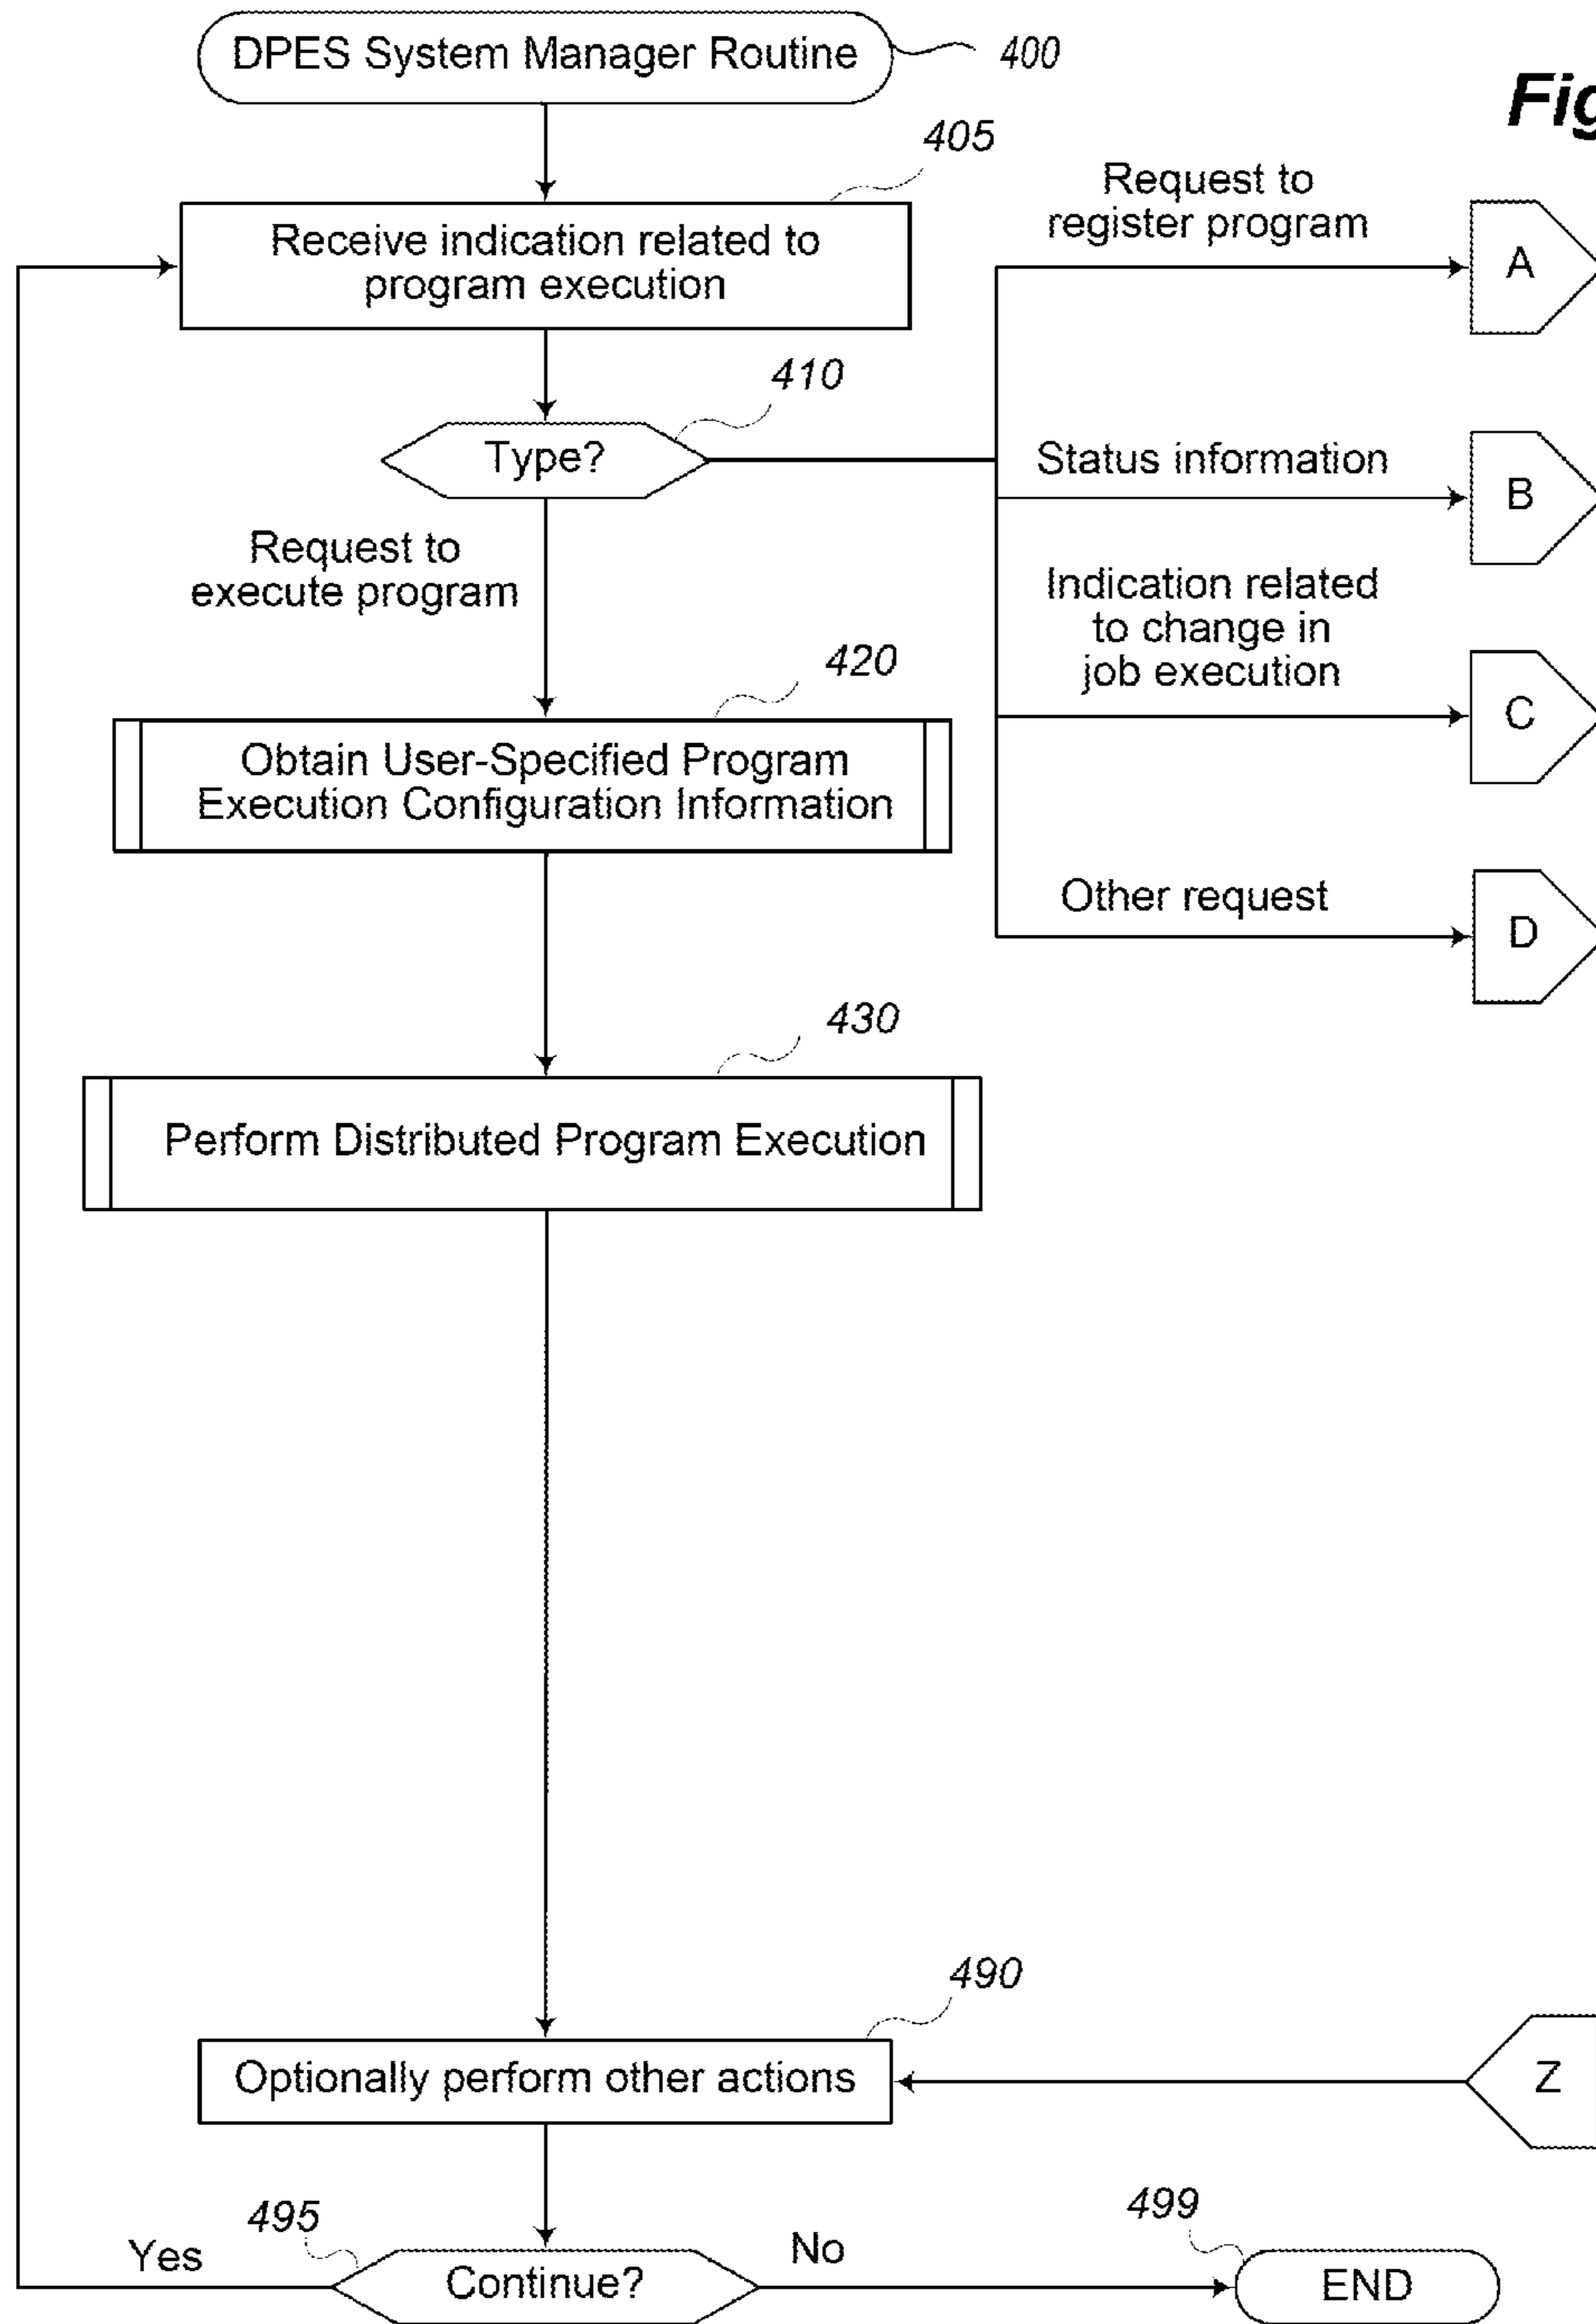 DPES System Manager Routine
400
Fig
405
Receive indication related to
program execution
Request to
register program
A
410
Type?
Status information
B
Request to
execute program
Indication related
to change in
job execution
C
420
Obtain User-Specified Program
Execution Configuration Information
Other request
D
430
Perform Distributed Program Execution
490
Optionally perform other actions
Z
495
Yes
Continue?
No
499
END